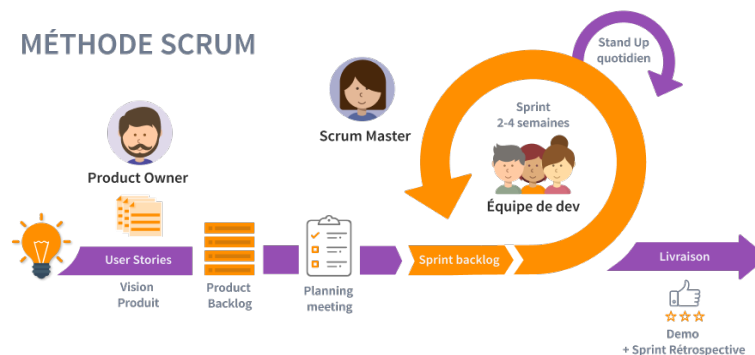 MÉTHODE SCRUM
Stand Up
quotidien
Sprint
2-4 semaines
Scrum Master
Product Owner
Équipe de dev
User Stories
Sprint backlog
Livraison
Vision
Produit
Product
Backlog
Planning
meeting
Demo
+ Sprint Rétrospective